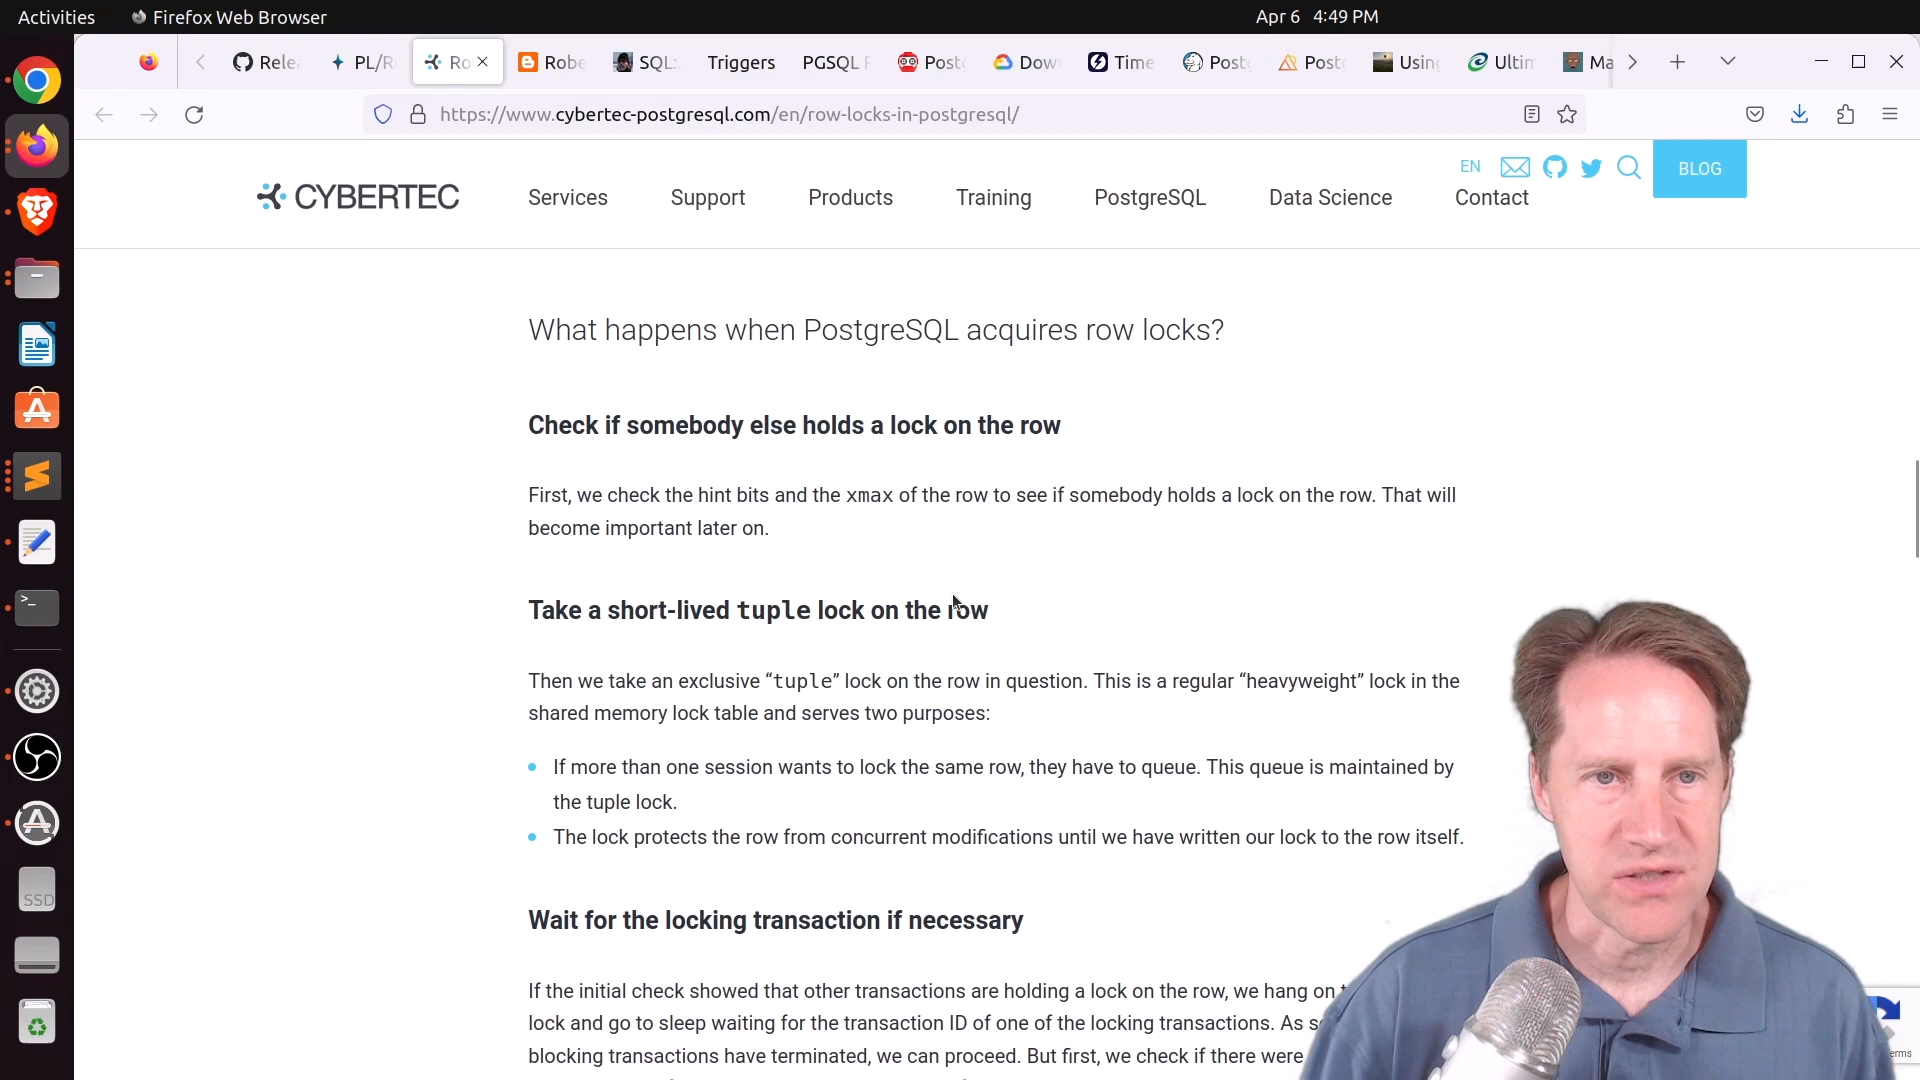 Activities
Firefox Web Browser
Apr 6 4:49 PM
Rele
PL/R
Ro
Robe
SQL:
Triggers
PGSQL
Post
Dow
Time
Post
Post
Usin
Ultim
Ma
https://www.cybertec-postgresql.com/en/row-locks-in-postgresql/
EN
BLOG
CYBERTEC
Services
Support
Products
Training
PostgreSQL
Data Science
Contact
What happens when PostgreSQL acquires row locks?
Check if somebody else holds a lock on the row
First, we check the hint bits and the xmax of the row to see if somebody holds a lock on the row. That will
become important later on.
Take a short-lived tuple lock on the row
Then we take an exclusive “tuple” lock on the row in question. This is a regular “heavyweight” lock in the
shared memory lock table and serves two purposes:
If more than one session wants to lock the same row, they have to queue. This queue is maintained by
the tuple lock.
The lock protects the row from concurrent modifications until we have written our lock to the row itself.
Wait for the locking transaction if necessary
If the initial check showed that other transactions are holding a lock on the row, we hang on
lock and go to sleep waiting for the transaction ID of one of the locking transactions. As
blocking transactions have terminated, we can proceed. But first, we check if there were
SSD
erms